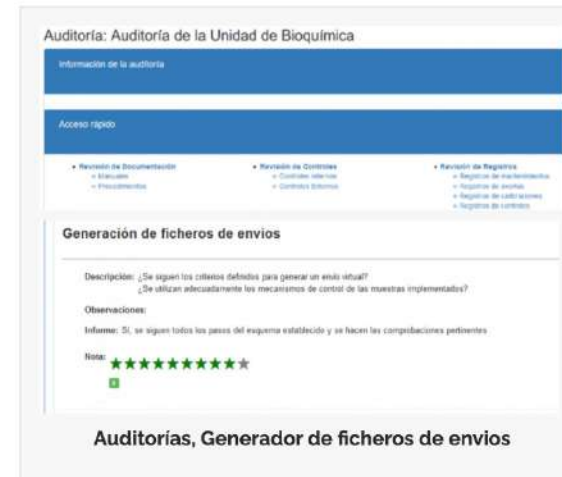 Auditoría: Auditoría de la Unidad de Bioquímica
Información de la auditoría
Acceso rápido
• Revisión de Documentación
» Manuales
» Procedimientos
• Revisión de Controles
» Controles Internos
» Controles Externos
• Revisión de Registros
» Registros de mantenimientos
» Registros de
» Registros de calibraciones
» Registros de controles
Generación de ficheros de envios
Descripción: ¿Se siguen los criterios definidos para generar un envío virtual?
¿Se utilizan adecuadamente los mecanismos de control de las muestras implementados?
Observaciones:
Informe: Sí, se siguen todos los pasos del esquema establecido y se hacen las comprobaciones pertinentes
Nota:
Auditorías, Generador de ficheros de envios